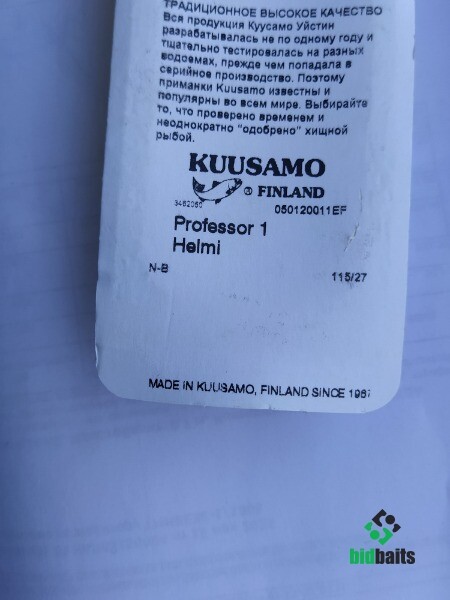 ТРАДИЦИОННОЕ ВЫСОКОЕ КАЧЕСТВО
Вся продукция Куусамо Уйстин
разрабатывалась не по одному году и
тщательно тестировалась на разных
водоемах, прежде чем попадала в
серийное производство. Поэтому
приманки Kuusamo известны и
популярны во всем мире. Выбирайте
то, что проверено временем и
неоднократно "одобрено" хищной
рыбой.
KUUSAMO
® FINLAND
050120011EF
Professor 1
Helmi
N-B 115/27
MADE IN KUUSAMO, FINLAND SINCE
bidbaits